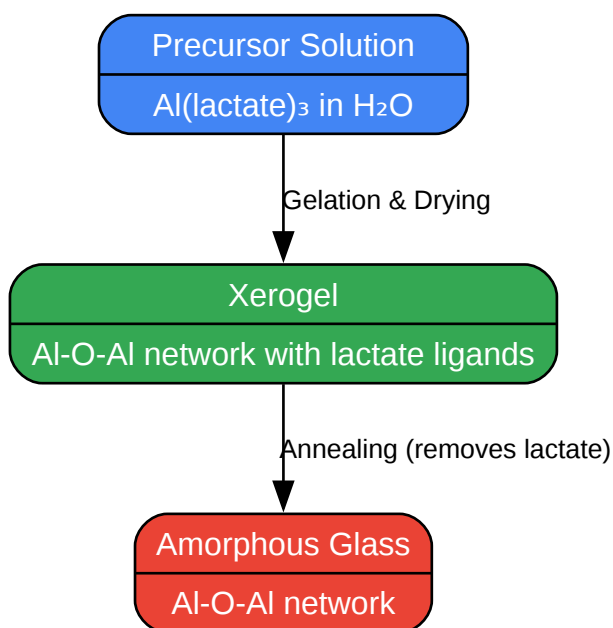 Precursor Solution
Al(lactate)₃ in H₂O
Gelation & Drying
Xerogel
Al-O-Al network with lactate ligands
Annealing (removes lactate)
Amorphous Glass
Al-O-Al network